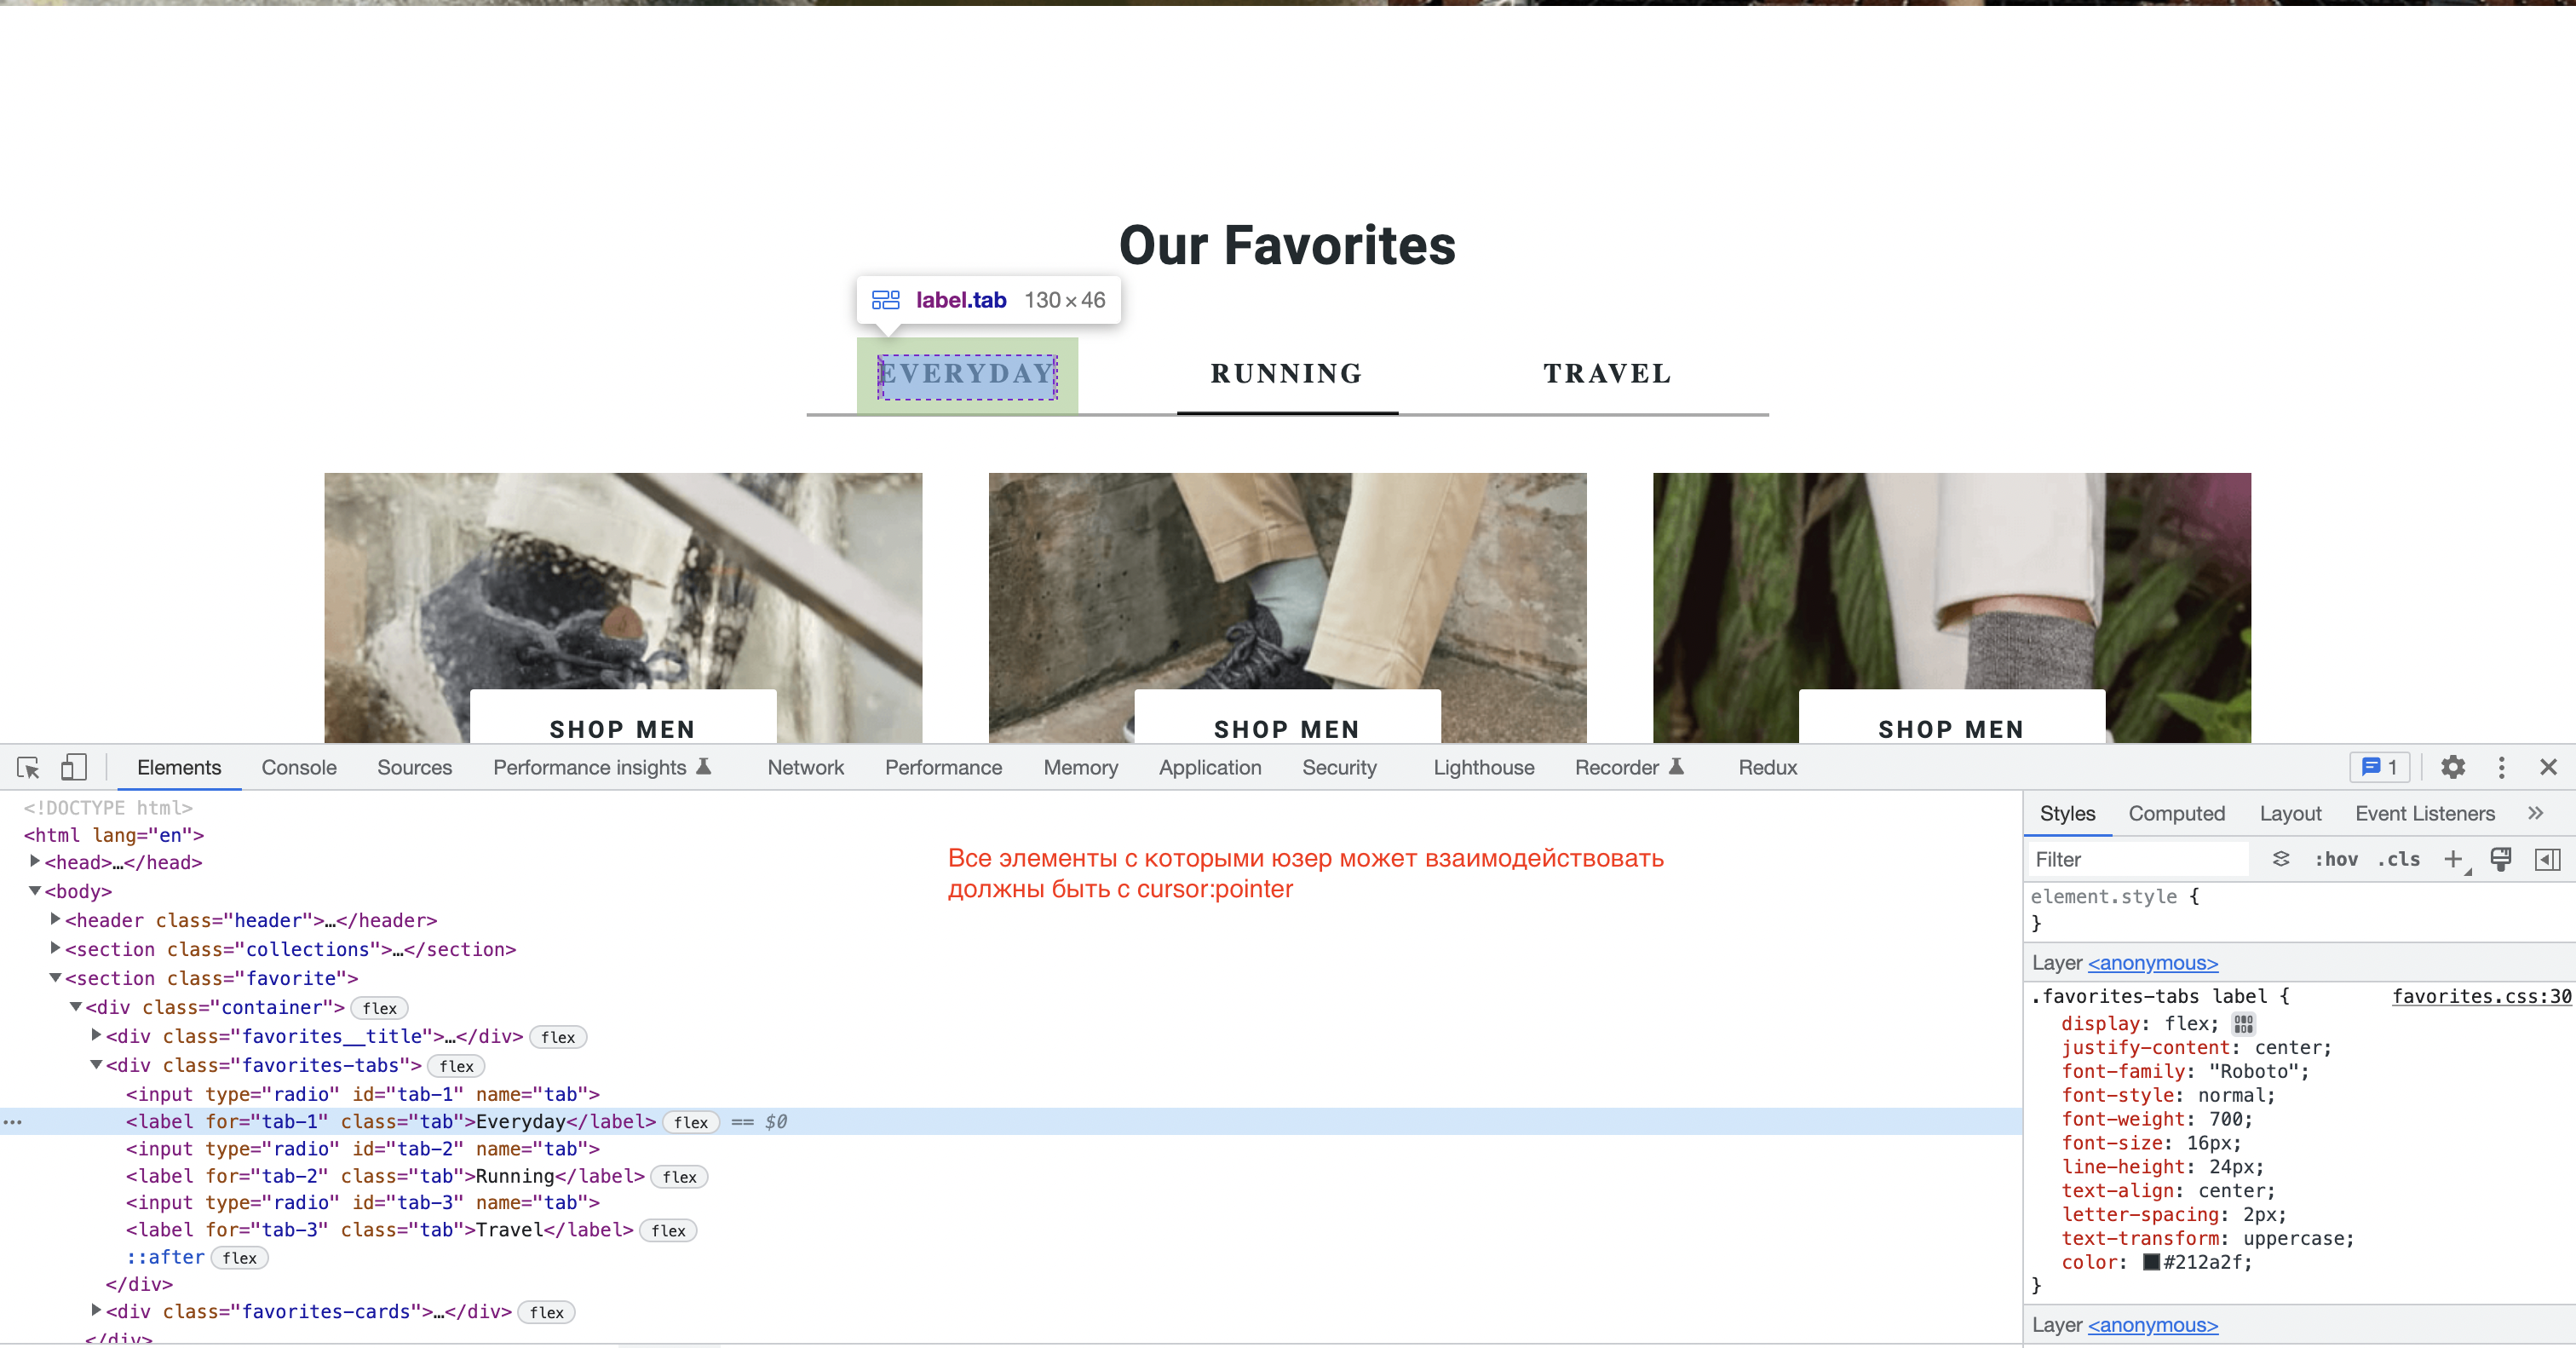 Our Favorites
label.tab 130 × 46
EVERYDAY RUNNING TRAVEL
SHOP MEN SHOP MEN SHOP MEN
Elements Console Sources Performance insights Network Performance Memory Application Security Lighthouse Recorder Redux 1
<!DOCTYPE html>
<html lang="en">
<head>…</head>
<body>
<header class="header">…</header>
<section class="collections">…</section>
<section class="favorite">
<div class="container"> flex
<div class="favorites__title">…</div> flex
<div class="favorites-tabs"> flex
<input type="radio" id="tab-1" name="tab">
<label for="tab-1" class="tab">Everyday</label> flex == $0
<input type="radio" id="tab-2" name="tab">
<label for="tab-2" class="tab">Running</label> flex
<input type="radio" id="tab-3" name="tab">
<label for="tab-3" class="tab">Travel</label> flex
::after flex
</div>
<div class="favorites-cards">…</div> flex
</div>
Все элементы с которыми юзер может взаимодействовать
должны быть с cursor:pointer
Styles Computed Layout Event Listeners
Filter :hov .cls
element.style {
}
Layer <anonymous>
.favorites-tabs label { favorites.css:30
display: flex;
justify-content: center;
font-family: "Roboto";
font-style: normal;
font-weight: 700;
font-size: 16px;
line-height: 24px;
text-align: center;
letter-spacing: 2px;
text-transform: uppercase;
color: #212a2f;
}
Layer <anonymous>